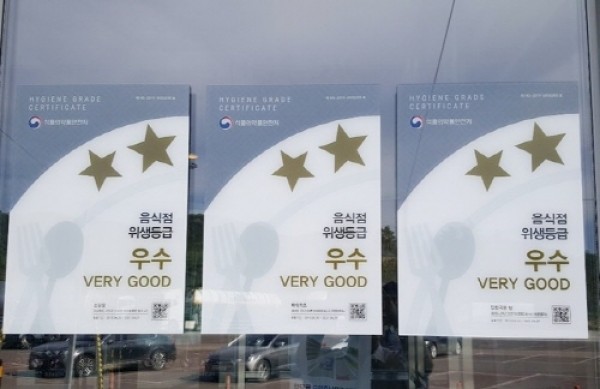 HYGIENE GRADE
CERTIFICATE
식품의약품안전처
음식점
위생등급
우수
VERY GOOD
HYGIENE GRADE
CERTIFICATE
식품의약품안전처
음식점
위생등급
우수
VERY GOOD
HYGIENE GRADE
CERTIFICATE
식품의약품안전처
음식점
위생등급
우수
VERY GOOD